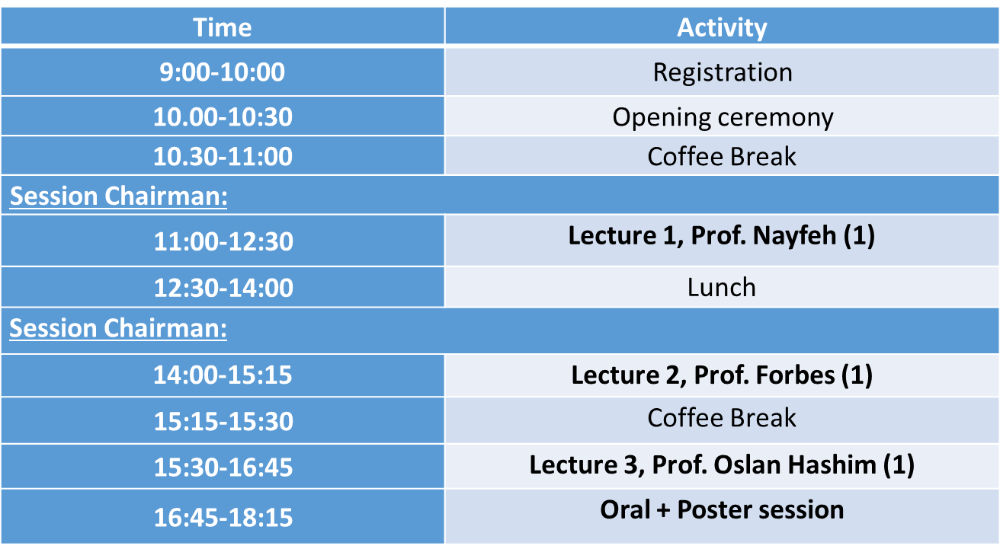 Time Activity
9:00-10:00 Registration
10.00-10:30 Opening ceremony
10.30-11:00 Coffee Break
Session Chairman:
11:00-12:30 Lecture 1, Prof. Nayfeh (1)
12:30-14:00 Lunch
Session Chairman:
14:00-15:15 Lecture 2, Prof. Forbes (1)
15:15-15:30 Coffee Break
15:30-16:45 Lecture 3, Prof. Oslan Hashim (1)
16:45-18:15 Oral + Poster session